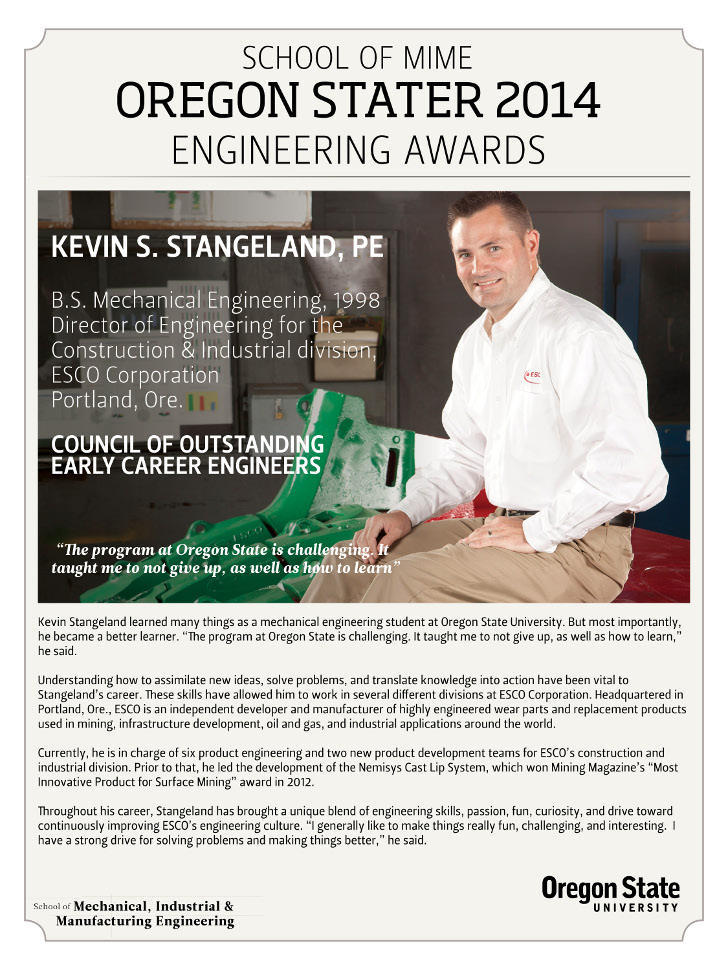 SCHOOL OF MIME
OREGON STATER 2014
ENGINEERING AWARDS
KEVIN S. STANGELAND, PE
B.S. Mechanical Engineering, 1998
Director of Engineering for the
Construction & Industrial division,
ESCO Corporation
Portland, Ore.
COUNCIL OF OUTSTANDING
EARLY CAREER ENGINEERS
ESC
“The program at Oregon State is challenging. It
taught me to not give up, as well as how to learn”
Kevin Stangeland learned many things as a mechanical engineering student at Oregon State University. But most importantly,
he became a better learner. “The program at Oregon State is challenging. It taught me to not give up, as well as how to learn,”
he said.
Understanding how to assimilate new ideas, solve problems, and translate knowledge into action have been vital to
Stangeland’s career. These skills have allowed him to work in several different divisions at ESCO Corporation. Headquartered in
Portland, Ore., ESCO is an independent developer and manufacturer of highly engineered wear parts and replacement products
used in mining, infrastructure development, oil and gas, and industrial applications around the world.
Currently, he is in charge of six product engineering and two new product development teams for ESCO’s construction and
industrial division. Prior to that, he led the development of the Nemisys Cast Lip System, which won Mining Magazine’s “Most
Innovative Product for Surface Mining” award in 2012.
Throughout his career, Stangeland has brought a unique blend of engineering skills, passion, fun, curiosity, and drive toward
continuously improving ESCO’s engineering culture. “I generally like to make things really fun, challenging, and interesting. I
have a strong drive for solving problems and making things better,” he said.
School of Mechanical, Industrial &
Manufacturing Engineering
Oregon State
UNIVERSITY